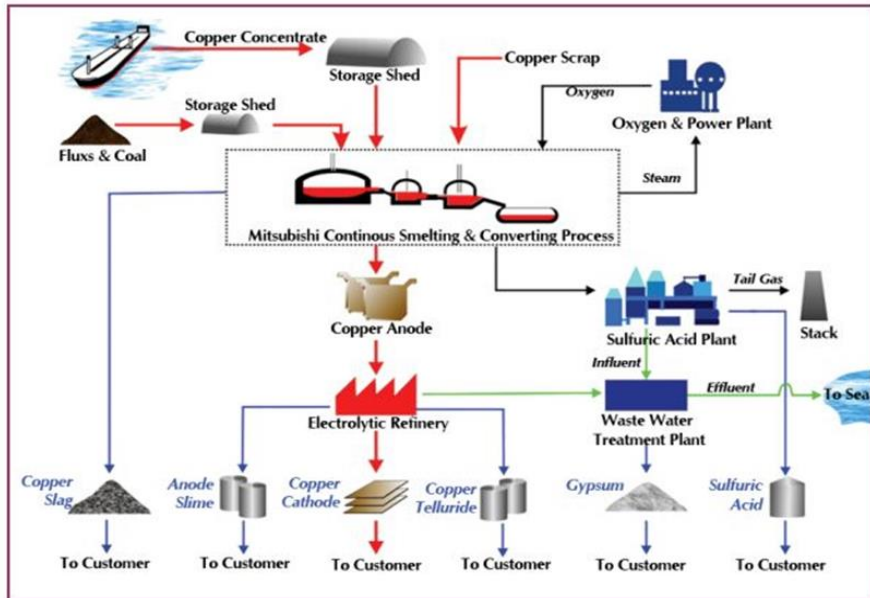 Copper Concentrate
Storage Shed
Copper Scrap
Storage Shed
Fluxs & Coal
Oxygen
Oxygen & Power Plant
Steam
Mitsubishi Continous Smelting & Converting Process
Copper Anode
Tail Gas
Sulfuric Acid Plant
Stack
Influent
Effluent
To Sea
Electrolytic Refinery
Waste Water
Treatment Plant
Copper
Slag
Anode
Slime
Copper
Cathode
Copper
Telluride
Gypsum
Sulfuric
Acid
To Customer
To Customer
To Customer
To Customer
To Customer
To Customer